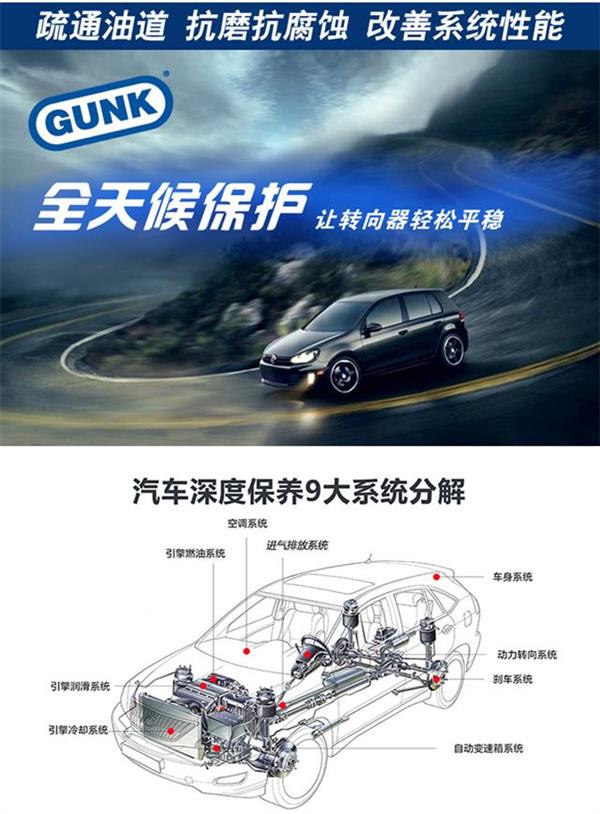 疏通油道 抗磨抗腐蚀 改善系统性能
GUNK®
全天候保护 让转向器轻松平稳
汽车深度保养9大系统分解
空调系统
进气排放系统
引擎燃油系统
车身系统
动力转向系统
刹车系统
引擎润滑系统
引擎冷却系统
自动变速箱系统